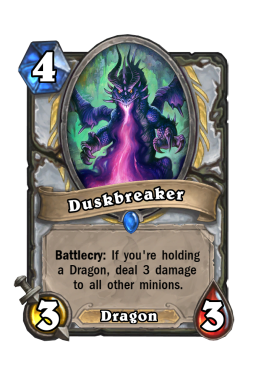 4
Duskbreaker
Battlecry: If you're holding
a Dragon, deal 3 damage
to all other minions.
3
Dragon
3